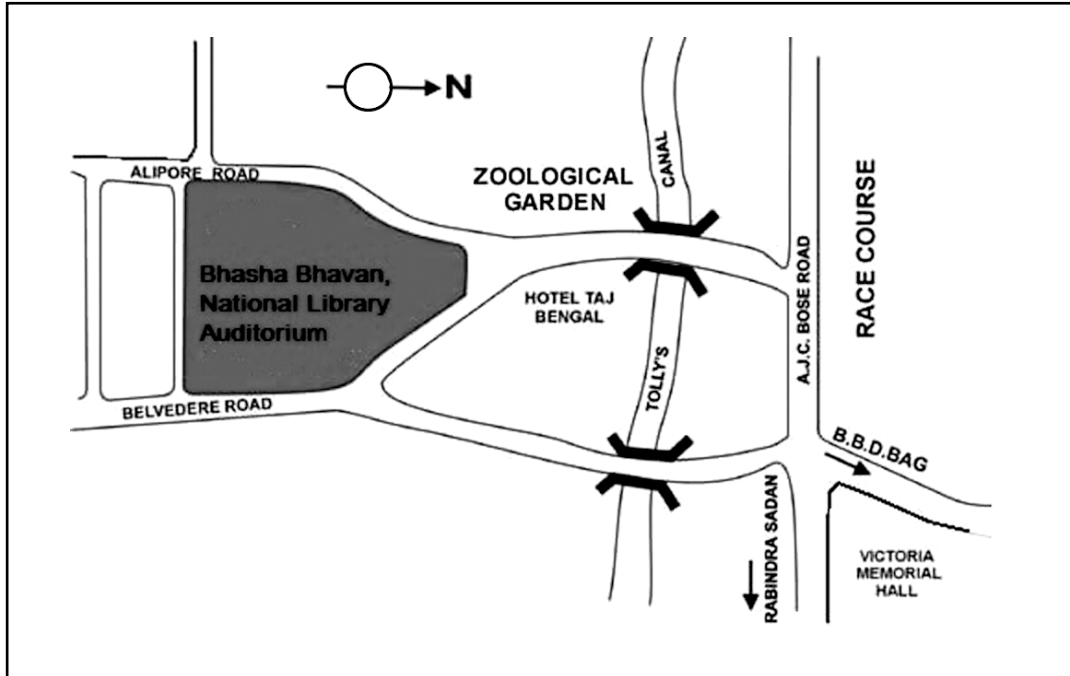 N
ALIPORE ROAD
ZOOLOGICAL
GARDEN
CANAL
Bhasha Bhavan,
National Library
Auditorium
HOTEL TAJ
BENGAL
A.J.C. BOSE ROAD
RACE COURSE
TOLLY'S
BELVEDERE ROAD
B.B.D.BAG
RABINDRA SADAN
VICTORIA
MEMORIAL
HALL